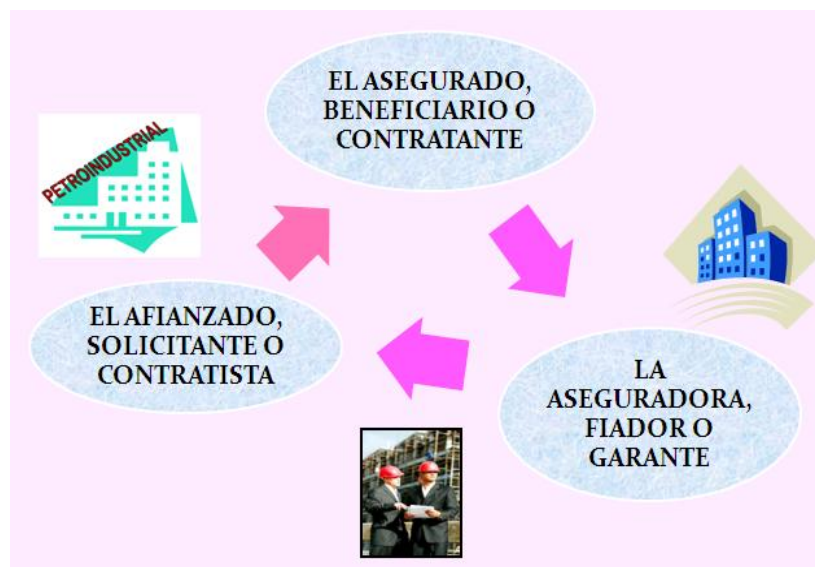 EL ASEGURADO,
BENEFICIARIO O
CONTRATANTE
PETROINDUSTRIAL
EL AFIANZADO,
SOLICITANTE O
CONTRATISTA
LA
ASEGURADORA,
FIADOR O
GARANTE